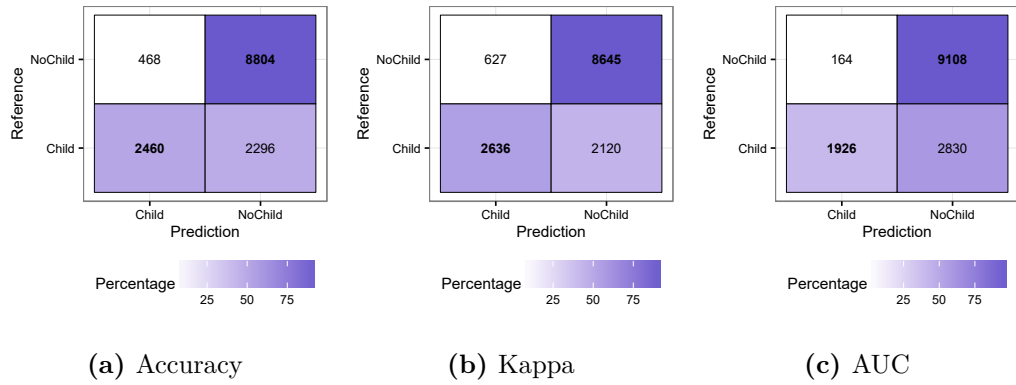 NoChild
468
8804
Reference
Child
2460
2296
Child
NoChild
Prediction
Percentage
25
50
75
(a) Accuracy
NoChild
627
8645
Reference
Child
2636
2120
Child
NoChild
Prediction
Percentage
25
50
75
(b) Kappa
NoChild
164
9108
Reference
Child
1926
2830
Child
NoChild
Prediction
Percentage
25
50
75
(c) AUC